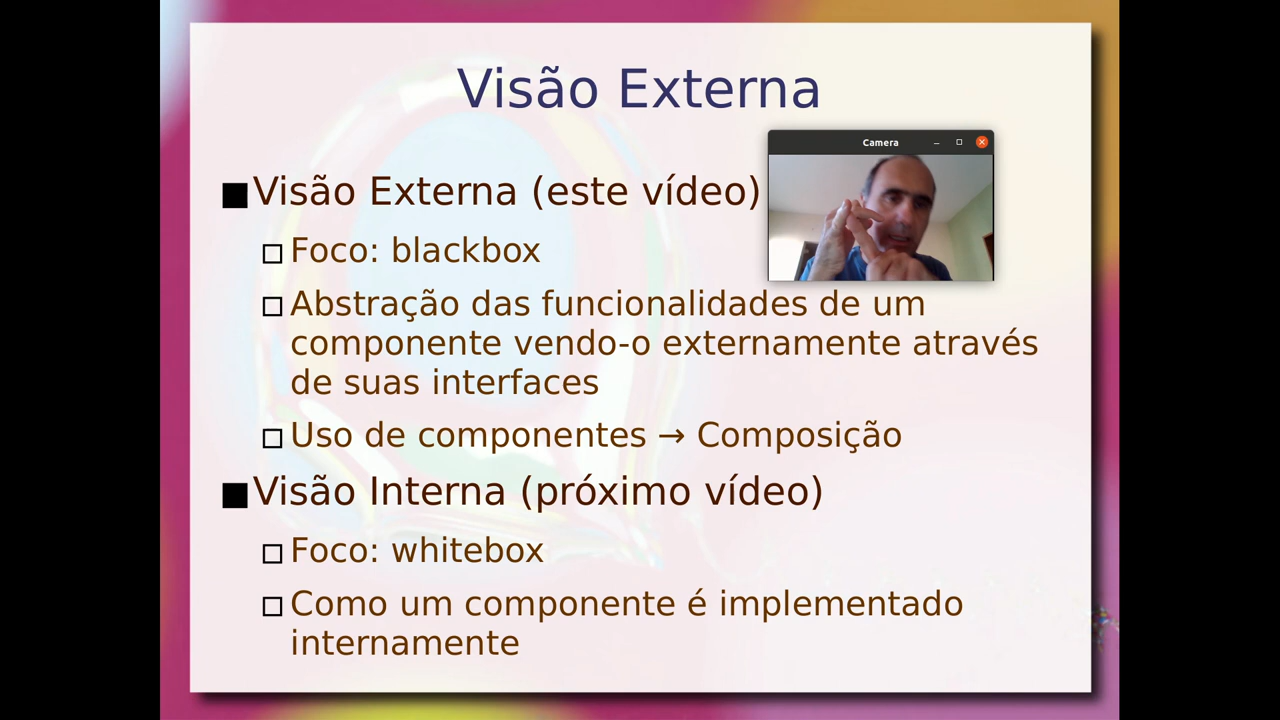 Visão Externa
Camera
Visão Externa (este vídeo)
Foco: blackbox
Abstração das funcionalidades de um
componente vendo-o externamente através
de suas interfaces
Uso de componentes → Composição
Visão Interna (próximo vídeo)
Foco: whitebox
Como um componente é implementado
internamente